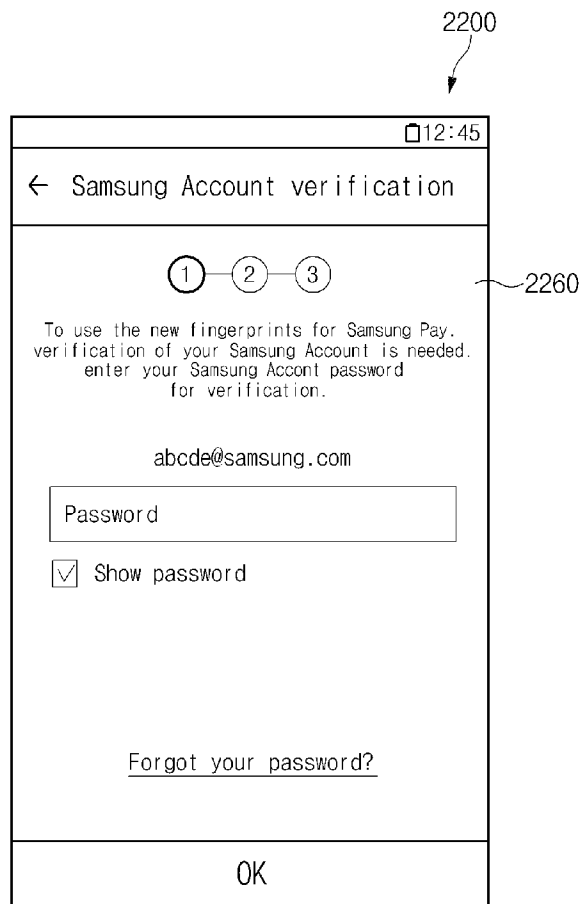 2200
12:45
← Samsung Account verification
1 2 3
2260
To use the new fingerprints for Samsung Pay.
verification of your Samsung Account is needed.
enter your Samsung Accont password
for verification.
abcde@samsung.com
Password
Show password
Forgot your password?
OK